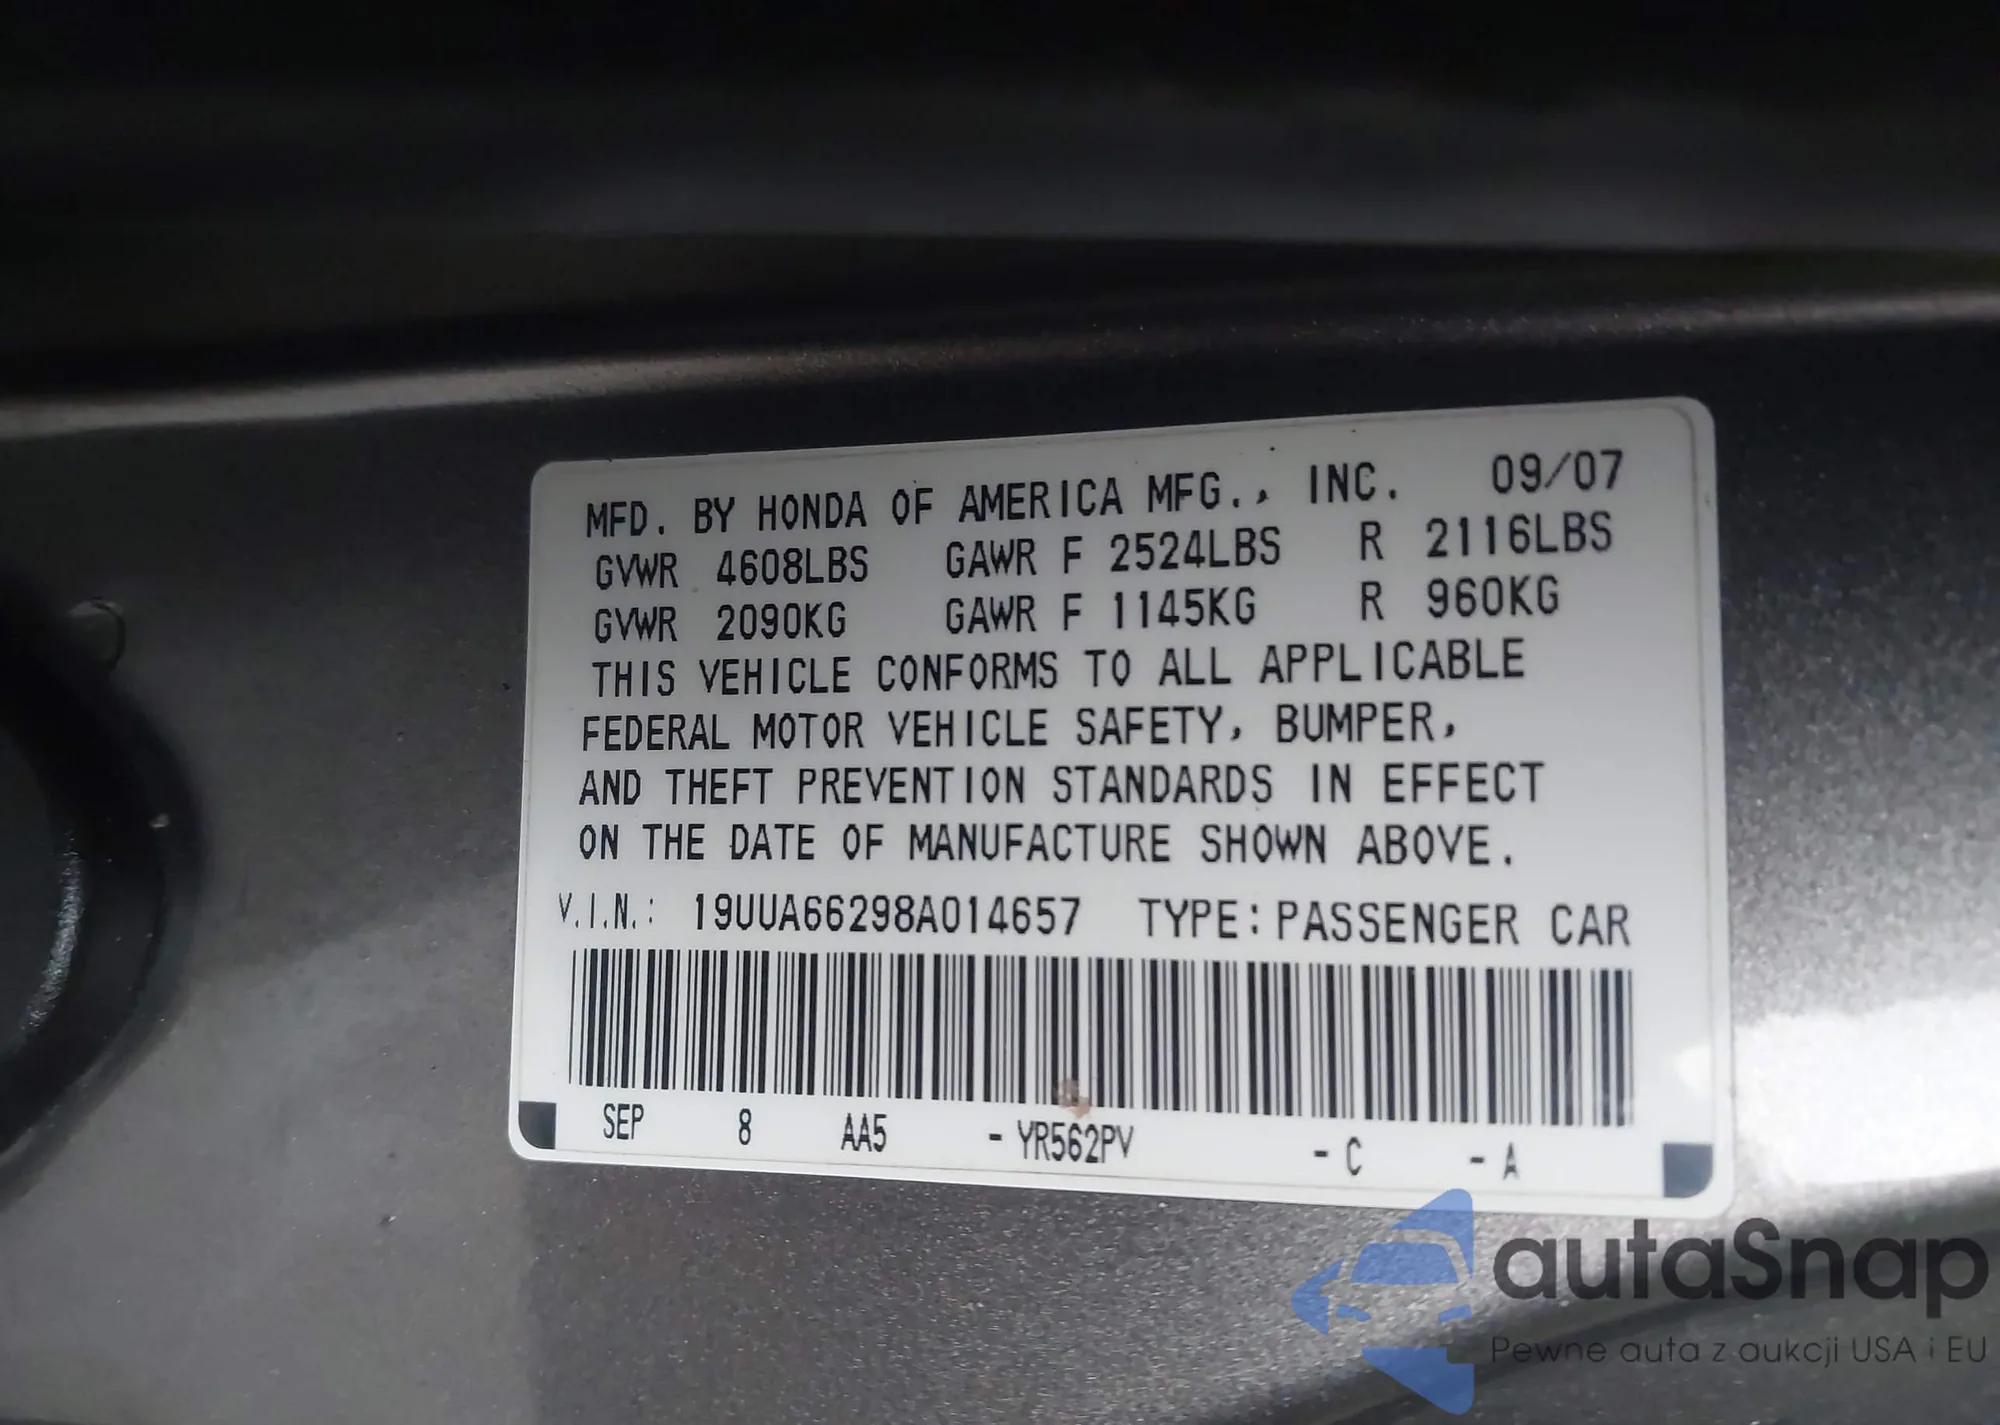 MFD. BY HONDA OF AMERICA MFG., INC. 09/07
GVWR 4608LBS GAWR F 2524LBS R 2116LBS
GVWR 2090KG GAWR F 1145KG R 960KG
THIS VEHICLE CONFORMS TO ALL APPLICABLE
FEDERAL MOTOR VEHICLE SAFETY, BUMPER,
AND THEFT PREVENTION STANDARDS IN EFFECT
ON THE DATE OF MANUFACTURE SHOWN ABOVE.
V.I.N.: 19UUA66298A014657 TYPE: PASSENGER CAR
SEP 8 AA5 - YR562PV - C - A
autaSnap
Pewne auta z aukcji USA i EU